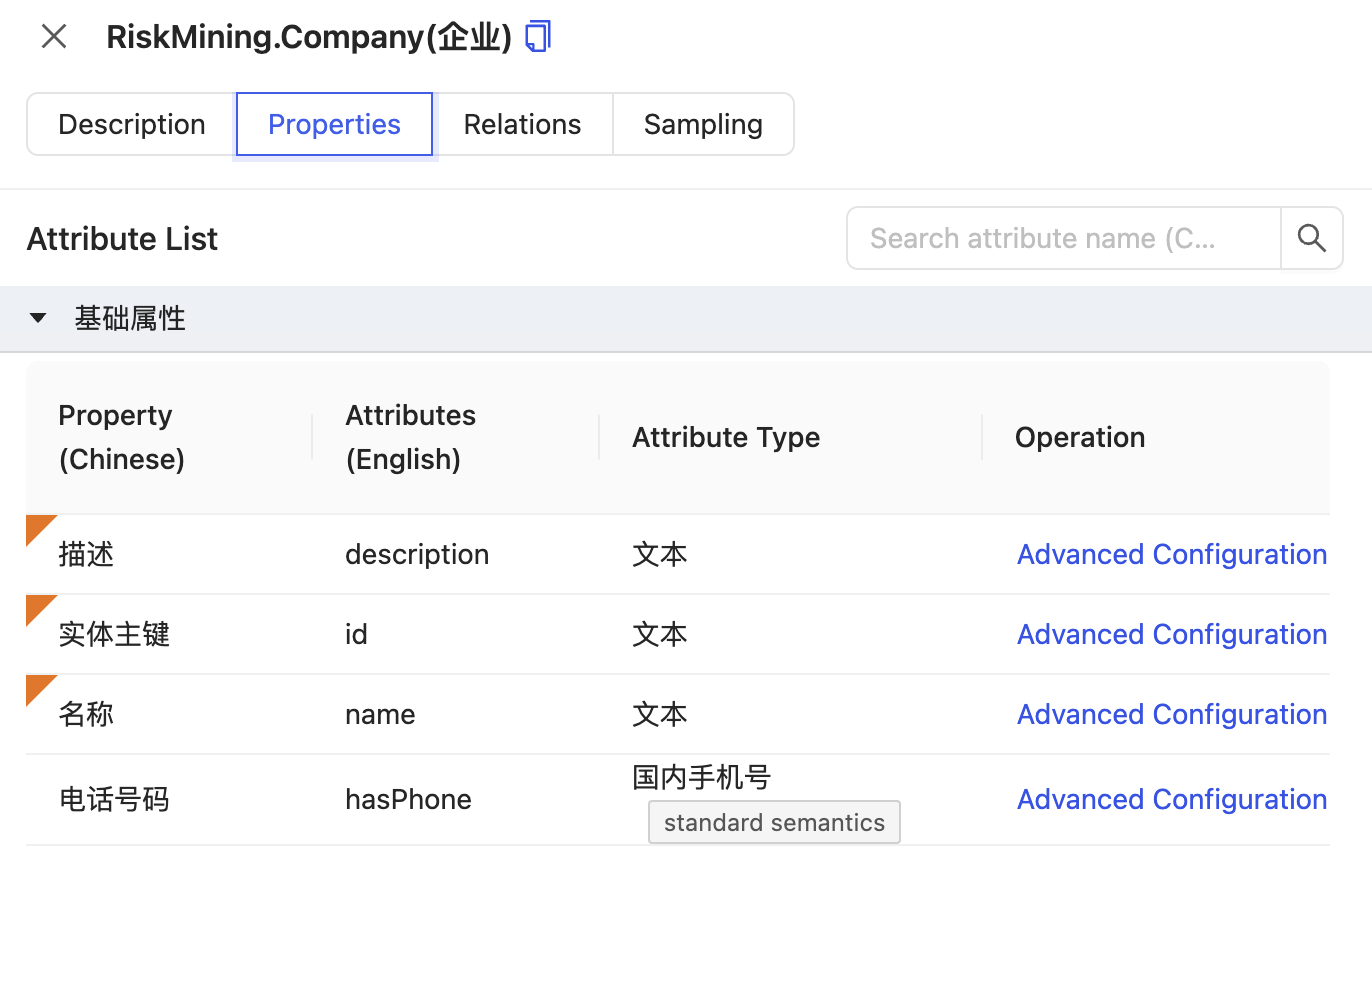 RiskMining.Company(企业)
Description Properties Relations Sampling
Attribute List
Search attribute name (C...
基础属性
Property (Chinese) Attributes (English) Attribute Type Operation
描述 description 文本 Advanced Configuration
实体主键 id 文本 Advanced Configuration
名称 name 文本 Advanced Configuration
电话号码 hasPhone 国内手机号 Advanced Configuration
standard semantics